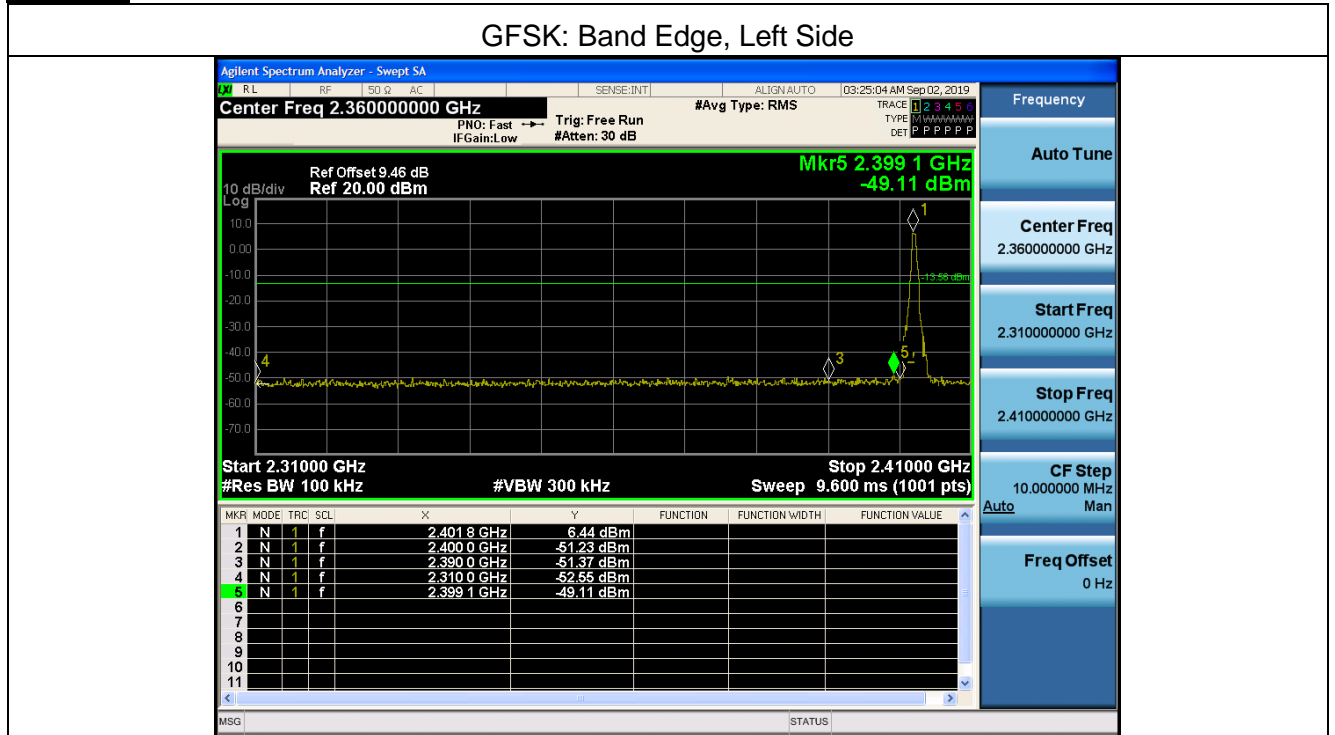 GFSK: Band Edge, Left Side
Agilent Spectrum Analyzer - Swept SA
LXI RL RF 50 Ω AC SENSE:INT ALIGNAUTO 03:25:04 AM Sep 02, 2019
Center Freq 2.360000000 GHz #Avg Type: RMS TRACE 1 2 3 4 5 6
PNO: Fast Trig: Free Run TYPE M WWWWW
IFGain:Low #Atten: 30 dB DET P P P P P P
Frequency
Auto Tune
Center Freq
2.360000000 GHz
Start Freq
2.310000000 GHz
Stop Freq
2.410000000 GHz
CF Step
10.000000 MHz
Auto Man
Freq Offset
0 Hz
Mkr5 2.399 1 GHz
-49.11 dBm
Ref Offset 9.46 dB
10 dB/div Ref 20.00 dBm
Log
10.0
0.00
-10.0
-20.0
-30.0
-40.0
-50.0
-60.0
-70.0
1
-13.56 dBm
4
3
5
Start 2.31000 GHz Stop 2.41000 GHz
#Res BW 100 kHz #VBW 300 kHz Sweep 9.600 ms (1001 pts)
MKR MODE TRC SCL X Y FUNCTION FUNCTION WIDTH FUNCTION VALUE
1 N 1 f 2.401 8 GHz 6.44 dBm
2 N 1 f 2.400 0 GHz -51.23 dBm
3 N 1 f 2.390 0 GHz -51.37 dBm
4 N 1 f 2.310 0 GHz -52.55 dBm
5 N 1 f 2.399 1 GHz -49.11 dBm
6
7
8
9
10
11
MSG STATUS